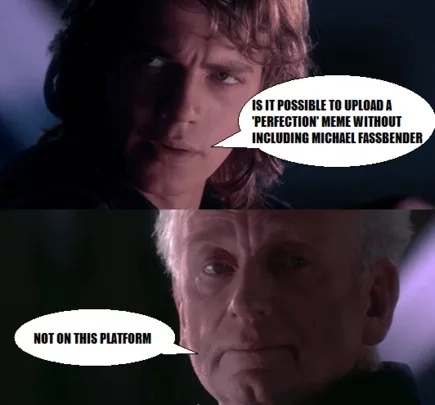 IS IT POSSIBLE TO UPLOAD A
'PERFECTION' MEME WITHOUT
INCLUDING MICHAEL FASSBENDER
NOT ON THIS PLATFORM